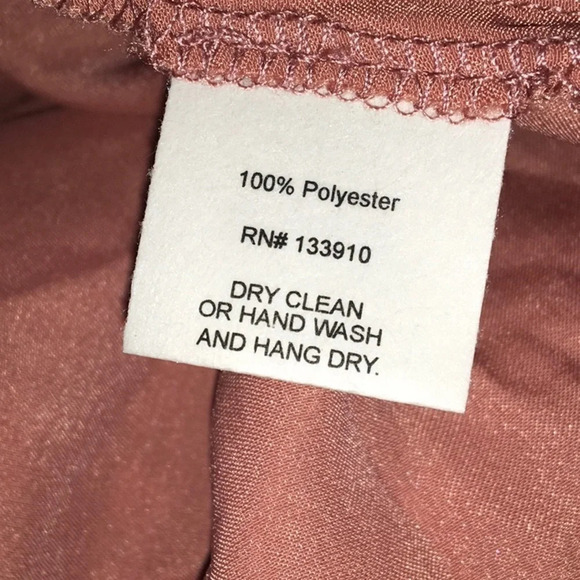 100% Polyester
RN# 133910
DRY CLEAN
OR HAND WASH
AND HANG DRY.